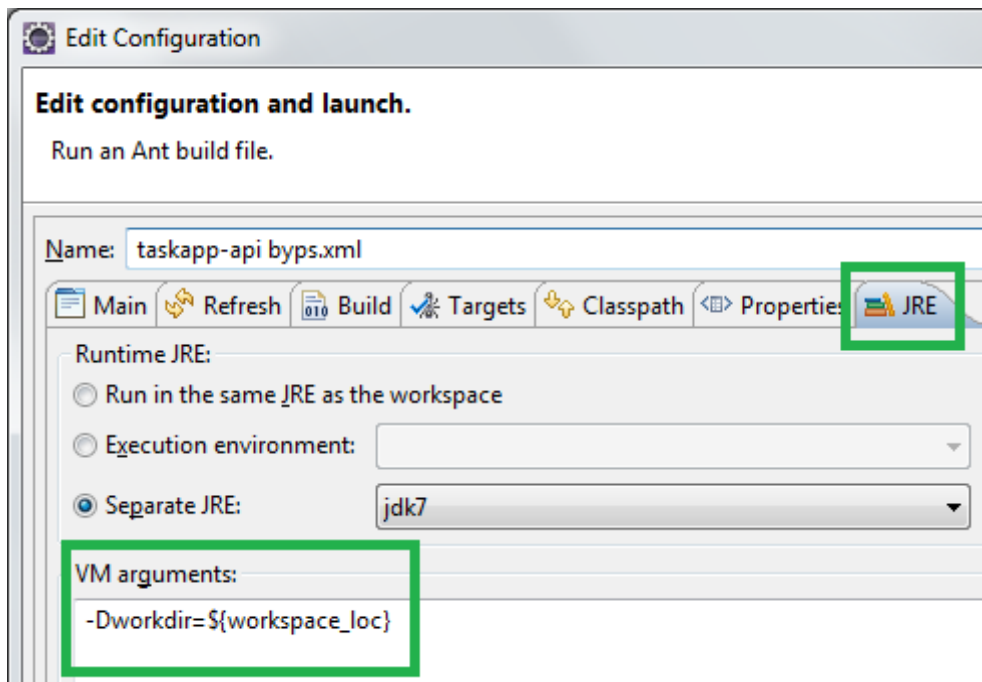 Edit Configuration
Edit configuration and launch.
Run an Ant build file.
Name: taskapp-api byps.xml
Main Refresh Build Targets Classpath Properties JRE
Runtime JRE:
Run in the same JRE as the workspace
Execution environment:
Separate JRE: jdk7
VM arguments:
-Dworkdir=${workspace_loc}